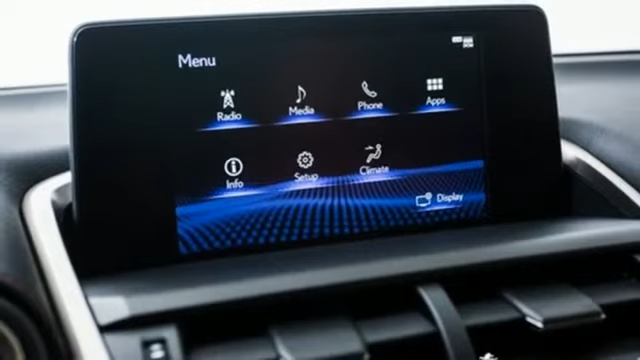 Menu
Radio
Media
Phone
Apps
Info
Setup
Climate
Display